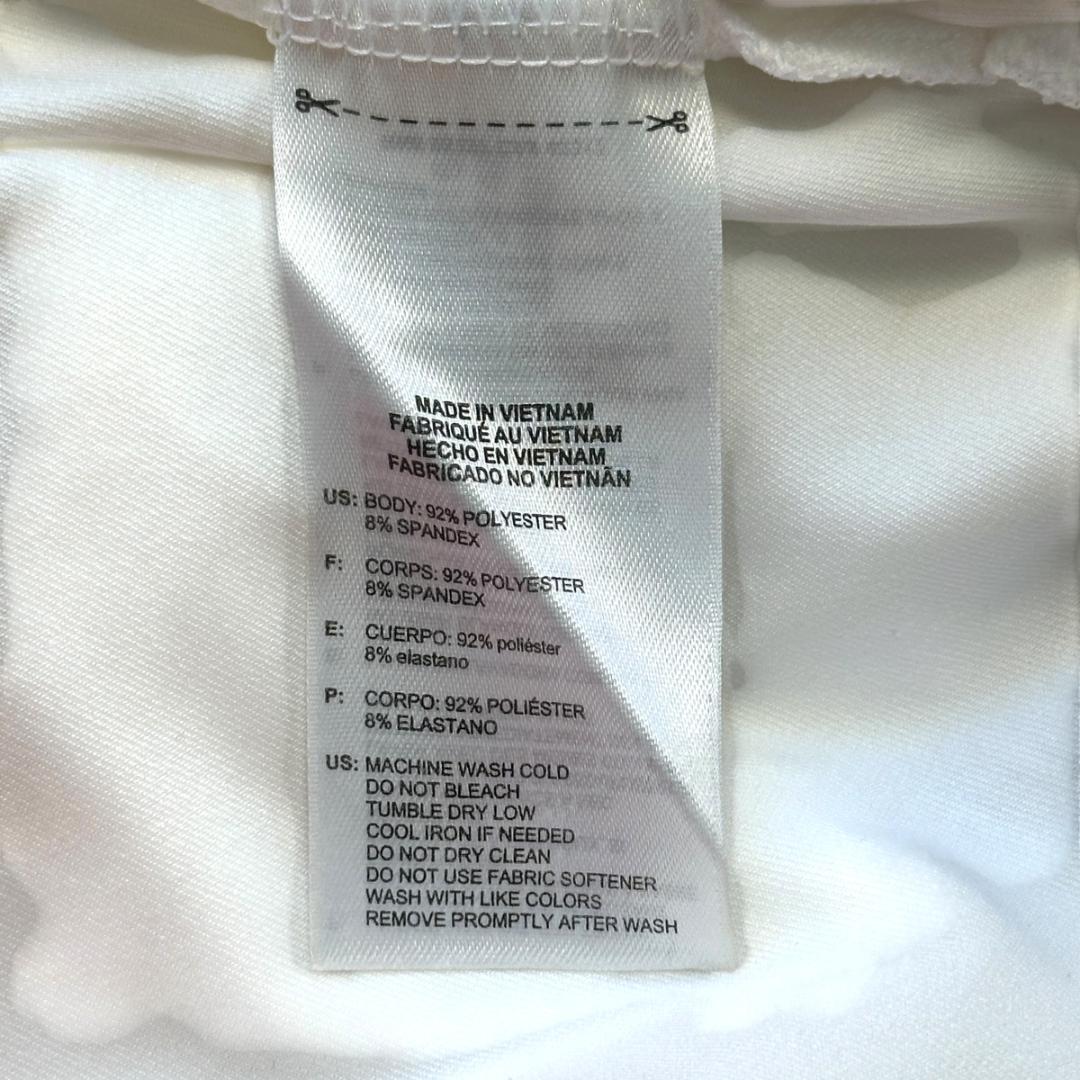 MADE IN VIETNAM
FABRIQUÉ AU VIETNAM
HECHO EN VIETNAM
FABRICADO NO VIETNÃN
US: BODY: 92% POLYESTER
8% SPANDEX
F: CORPS: 92% POLYESTER
8% SPANDEX
E: CUERPO: 92% poliéster
8% elastano
P: CORPO: 92% POLIÉSTER
8% ELASTANO
US: MACHINE WASH COLD
DO NOT BLEACH
TUMBLE DRY LOW
COOL IRON IF NEEDED
DO NOT DRY CLEAN
DO NOT USE FABRIC SOFTENER
WASH WITH LIKE COLORS
REMOVE PROMPTLY AFTER WASH